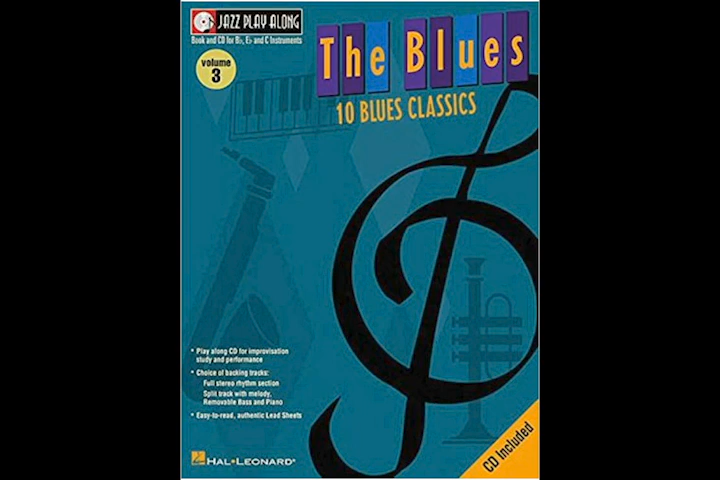 JAZZ PLAY ALONG
Book and CD for B♭, E♭ and C Instruments
volume
3
The Blues
10 BLUES CLASSICS
• Play along CD for improvisation
study and performance
• Choice of backing tracks:
Full stereo rhythm section
Split track with melody,
Removable Bass and Piano
• Easy-to-read, authentic Lead Sheets
HAL•LEONARD®
CD Included